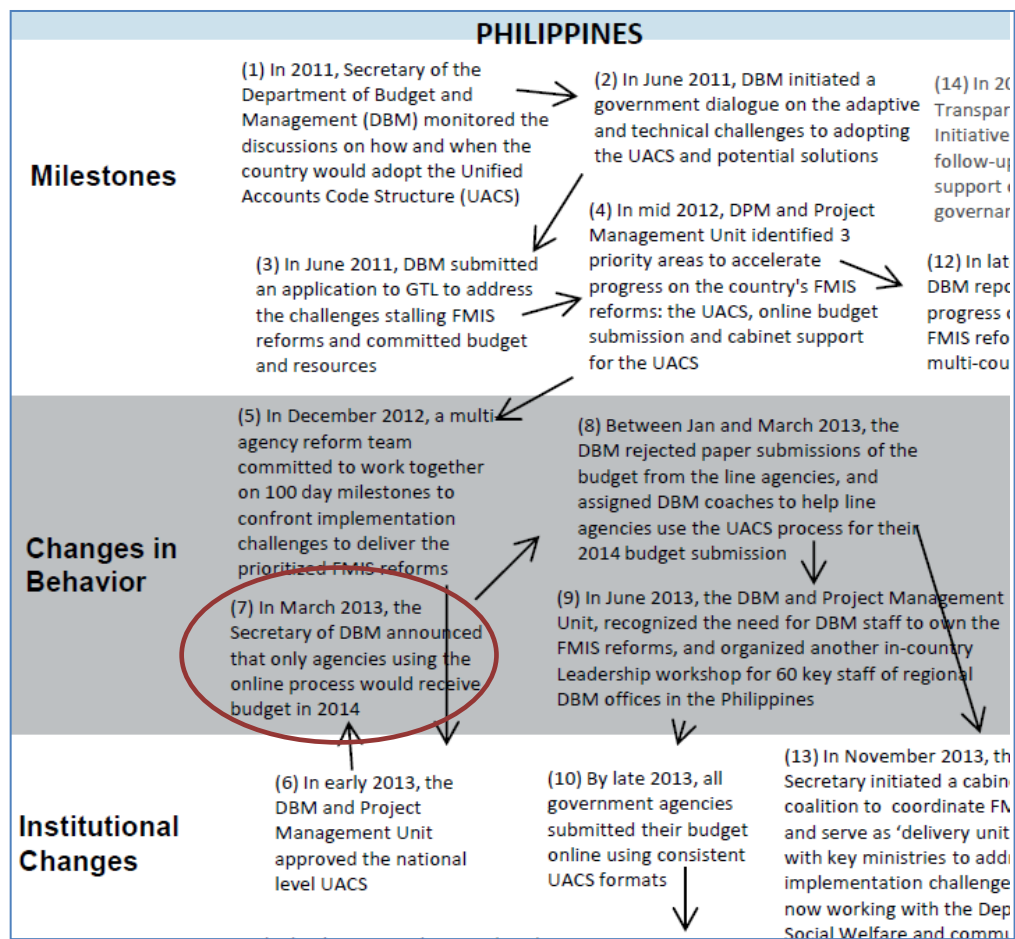 PHILIPPINES
Milestones
(1) In 2011, Secretary of the
Department of Budget and
Management (DBM) monitored the
discussions on how and when the
country would adopt the Unified
Accounts Code Structure (UACS)
(2) In June 2011, DBM initiated a
government dialogue on the adaptive
and technical challenges to adopting
the UACS and potential solutions
(14) In 20
Transpar
Initiative
follow-up
support
governar
(3) In June 2011, DBM submitted
an application to GTL to address
the challenges stalling FMIS
reforms and committed budget
and resources
(4) In mid 2012, DPM and Project
Management Unit identified 3
priority areas to accelerate
progress on the country's FMIS
reforms: the UACS, online budget
submission and cabinet support
for the UACS
(12) In lat
DBM repo
progress
FMIS refo
multi-cou
Changes in
Behavior
(5) In December 2012, a multi-
agency reform team
committed to work together
on 100 day milestones to
confront implementation
challenges to deliver the
prioritized FMIS reforms
(7) In March 2013, the
Secretary of DBM announced
that only agencies using the
online process would receive
budget in 2014
(8) Between Jan and March 2013, the
DBM rejected paper submissions of the
budget from the line agencies, and
assigned DBM coaches to help line
agencies use the UACS process for their
2014 budget submission
(9) In June 2013, the DBM and Project Management
Unit, recognized the need for DBM staff to own the
FMIS reforms, and organized another in-country
Leadership workshop for 60 key staff of regional
DBM offices in the Philippines
Institutional
Changes
(6) In early 2013, the
DBM and Project
Management Unit
approved the national
level UACS
(10) By late 2013, all
government agencies
submitted their budget
online using consistent
UACS formats
(13) In November 2013, th
Secretary initiated a cabin
coalition to coordinate FM
and serve as 'delivery unit
with key ministries to addr
implementation challenge
now working with the Dep
Social Welfare and commu